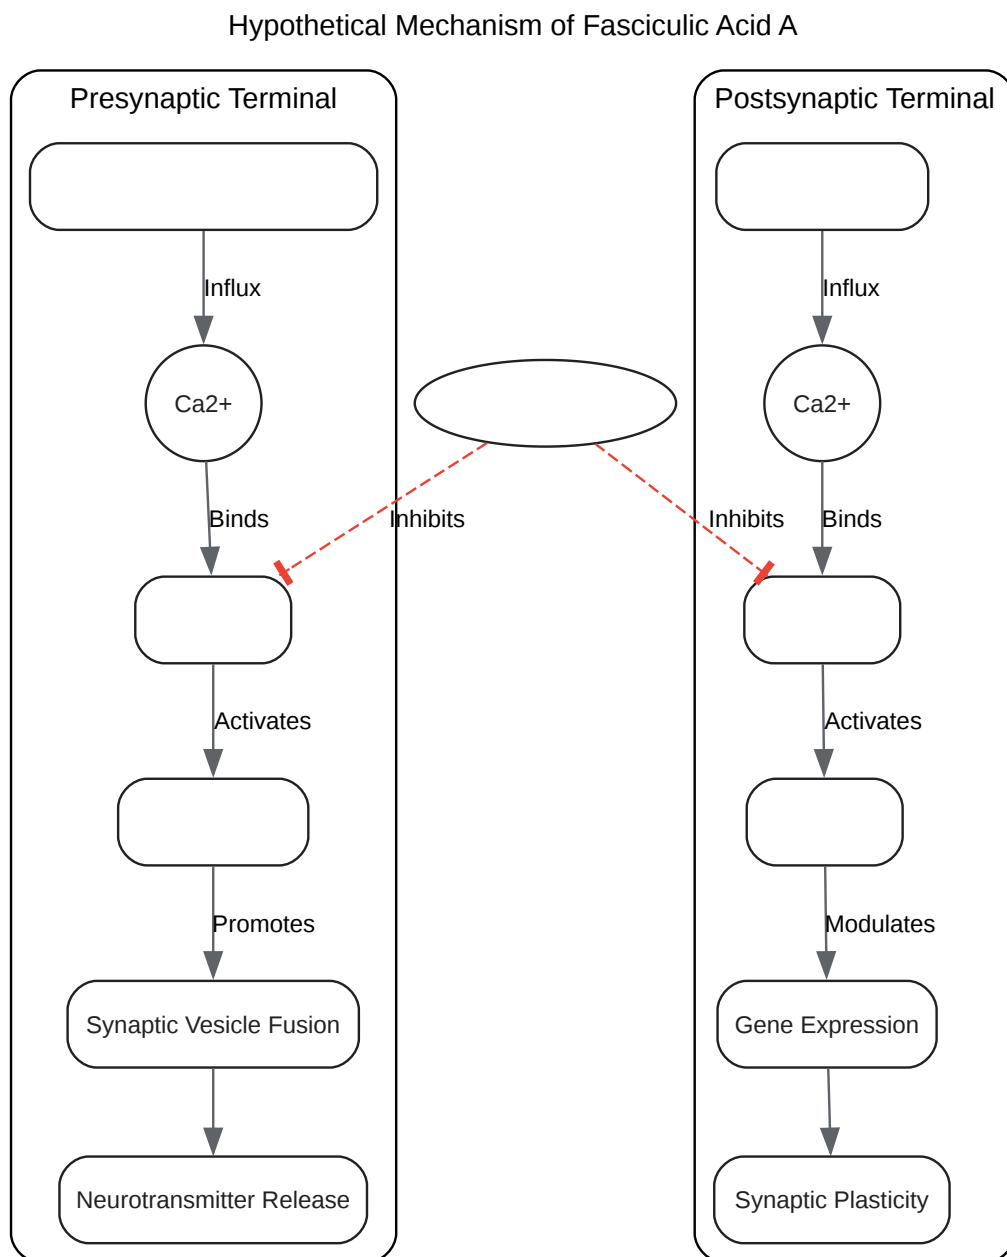 Hypothetical Mechanism of Fasciculic Acid A
Presynaptic Terminal
Influx
Ca2+
Binds
Activates
Promotes
Synaptic Vesicle Fusion
Neurotransmitter Release
Inhibits
Inhibits
Postsynaptic Terminal
Influx
Ca2+
Binds
Activates
Modulates
Gene Expression
Synaptic Plasticity